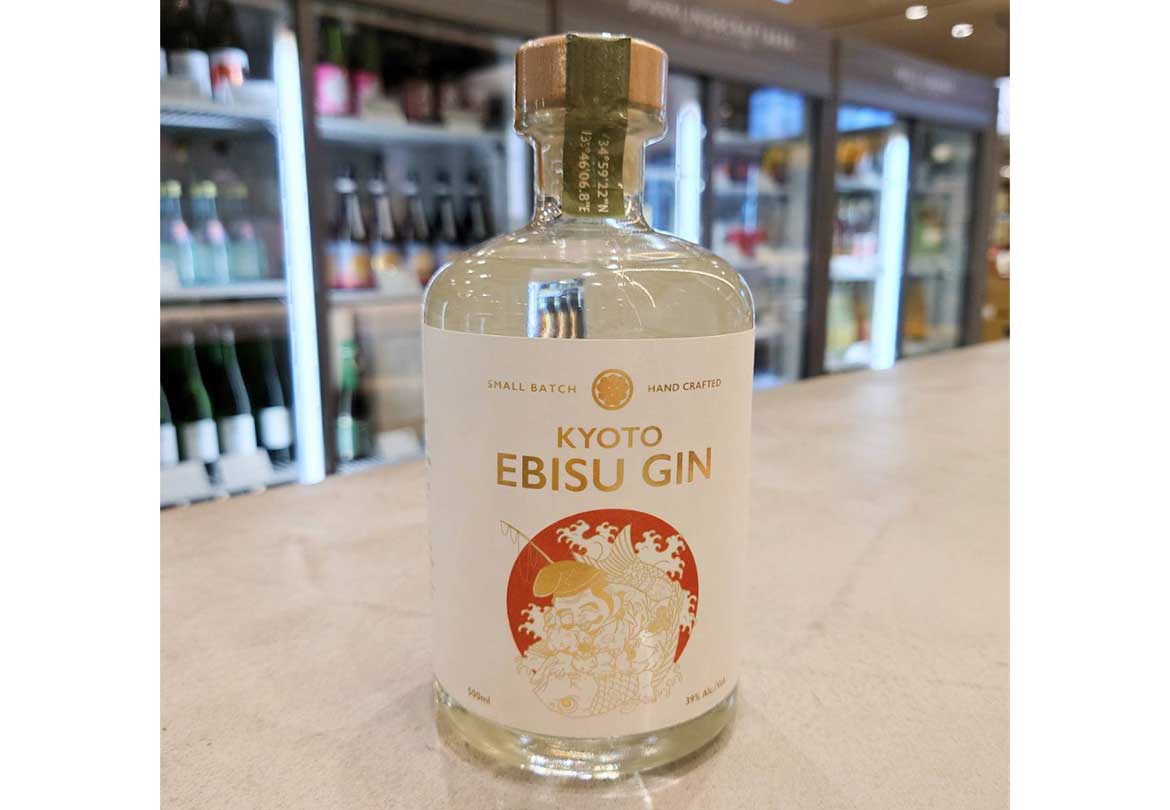 34°59'22"N
135°46'06.8"E
SMALL BATCH
HAND CRAFTED
KYOTO
EBISU GIN
500ml
39% Alc./Vol